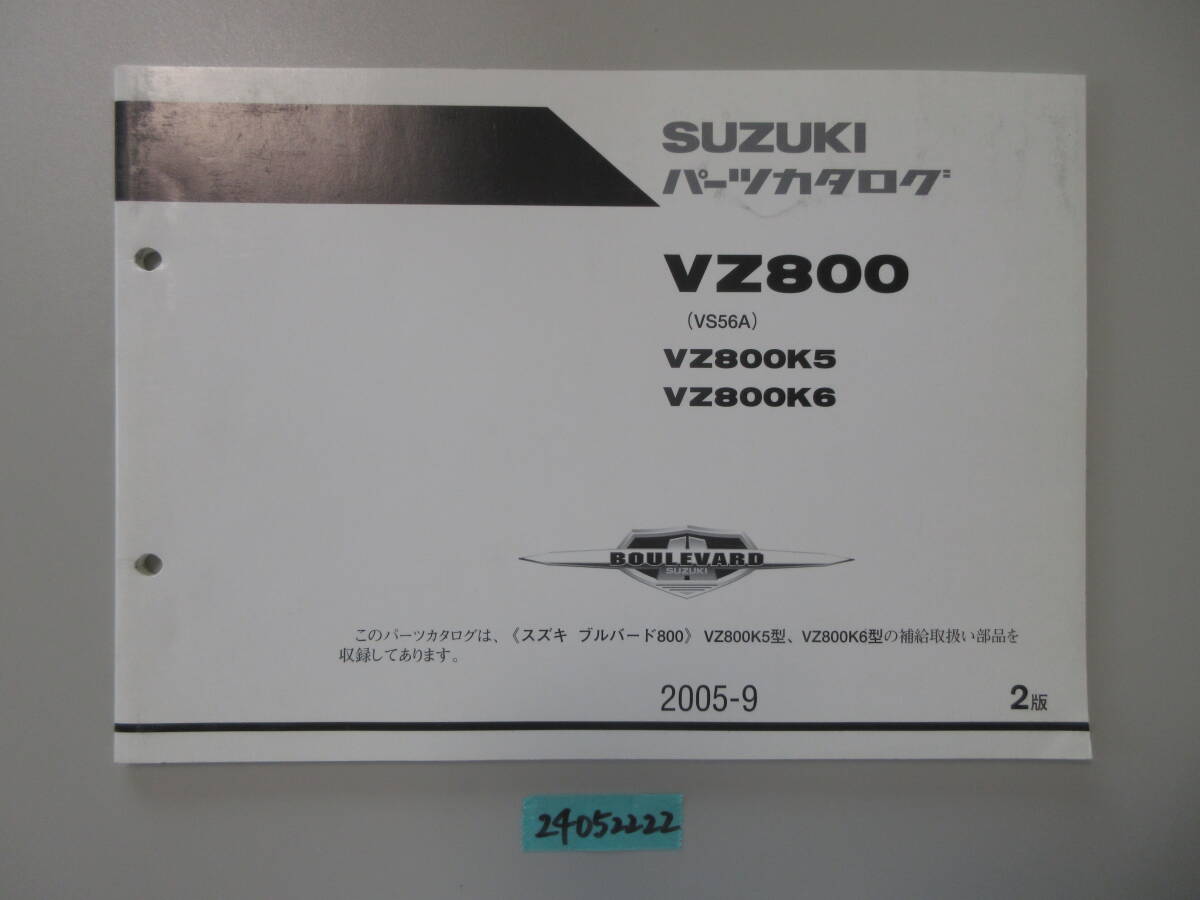 SUZUKI
パーツカタログ
VZ800
（VS56A）
VZ800K5
VZ800K6
BOULEVARD
SUZUKI
このパーツカタログは、《スズキ ブルバード800》 VZ800K5型、VZ800K6型の補給取扱い部品を
収録してあります。
2005-9
2版
24052222